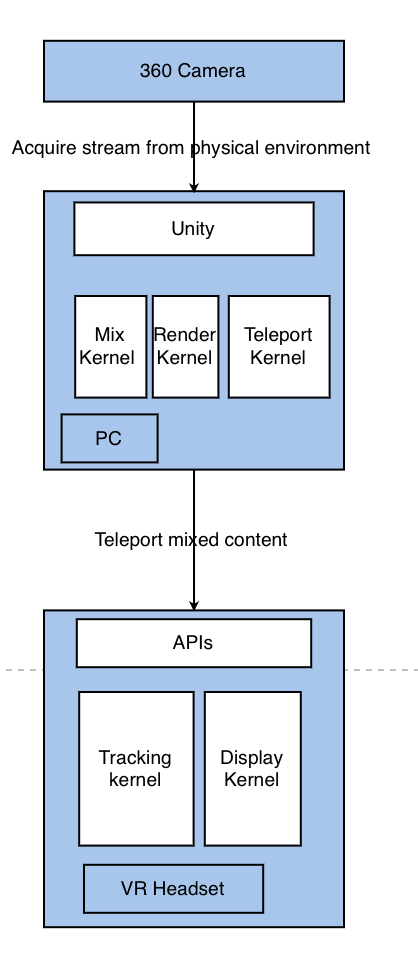 360 Camera
Acquire stream from physical environment
Unity
Mix
Kernel
Render
Kernel
Teleport
Kernel
PC
Teleport mixed content
APIs
Tracking
kernel
Display
Kernel
VR Headset